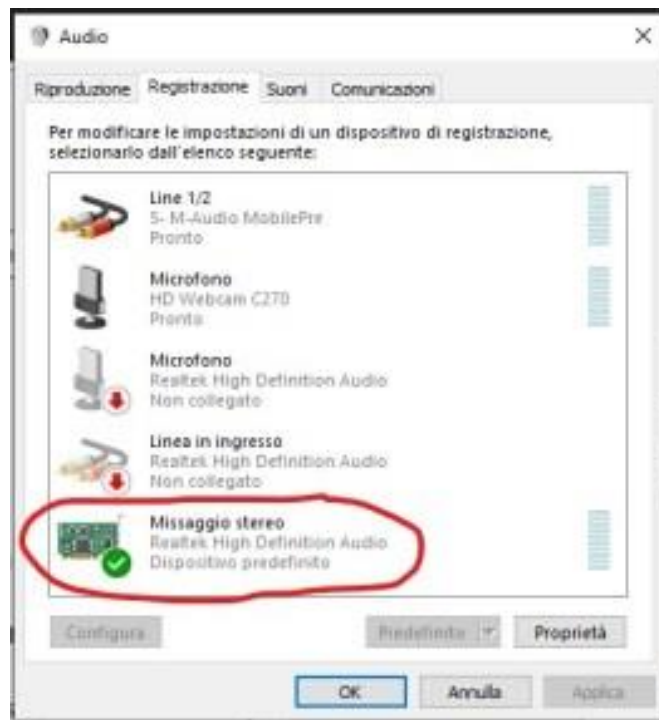 Audio
Riproduzione Registrazione Suoni Comunicazioni
Per modificare le impostazioni di un dispositivo di registrazione,
selezionarlo dall'elenco seguente:
Line 1/2
5- M-Audio MobilePre
Pronto
Microfono
HD Webcam C270
Pronto
Microfono
Realtek High Definition Audio
Non collegato
Linea in ingresso
Realtek High Definition Audio
Non collegato
Missaggio stereo
Realtek High Definition Audio
Dispositivo predefinito
Configura Predefinito Proprietà
OK Annulla Applica